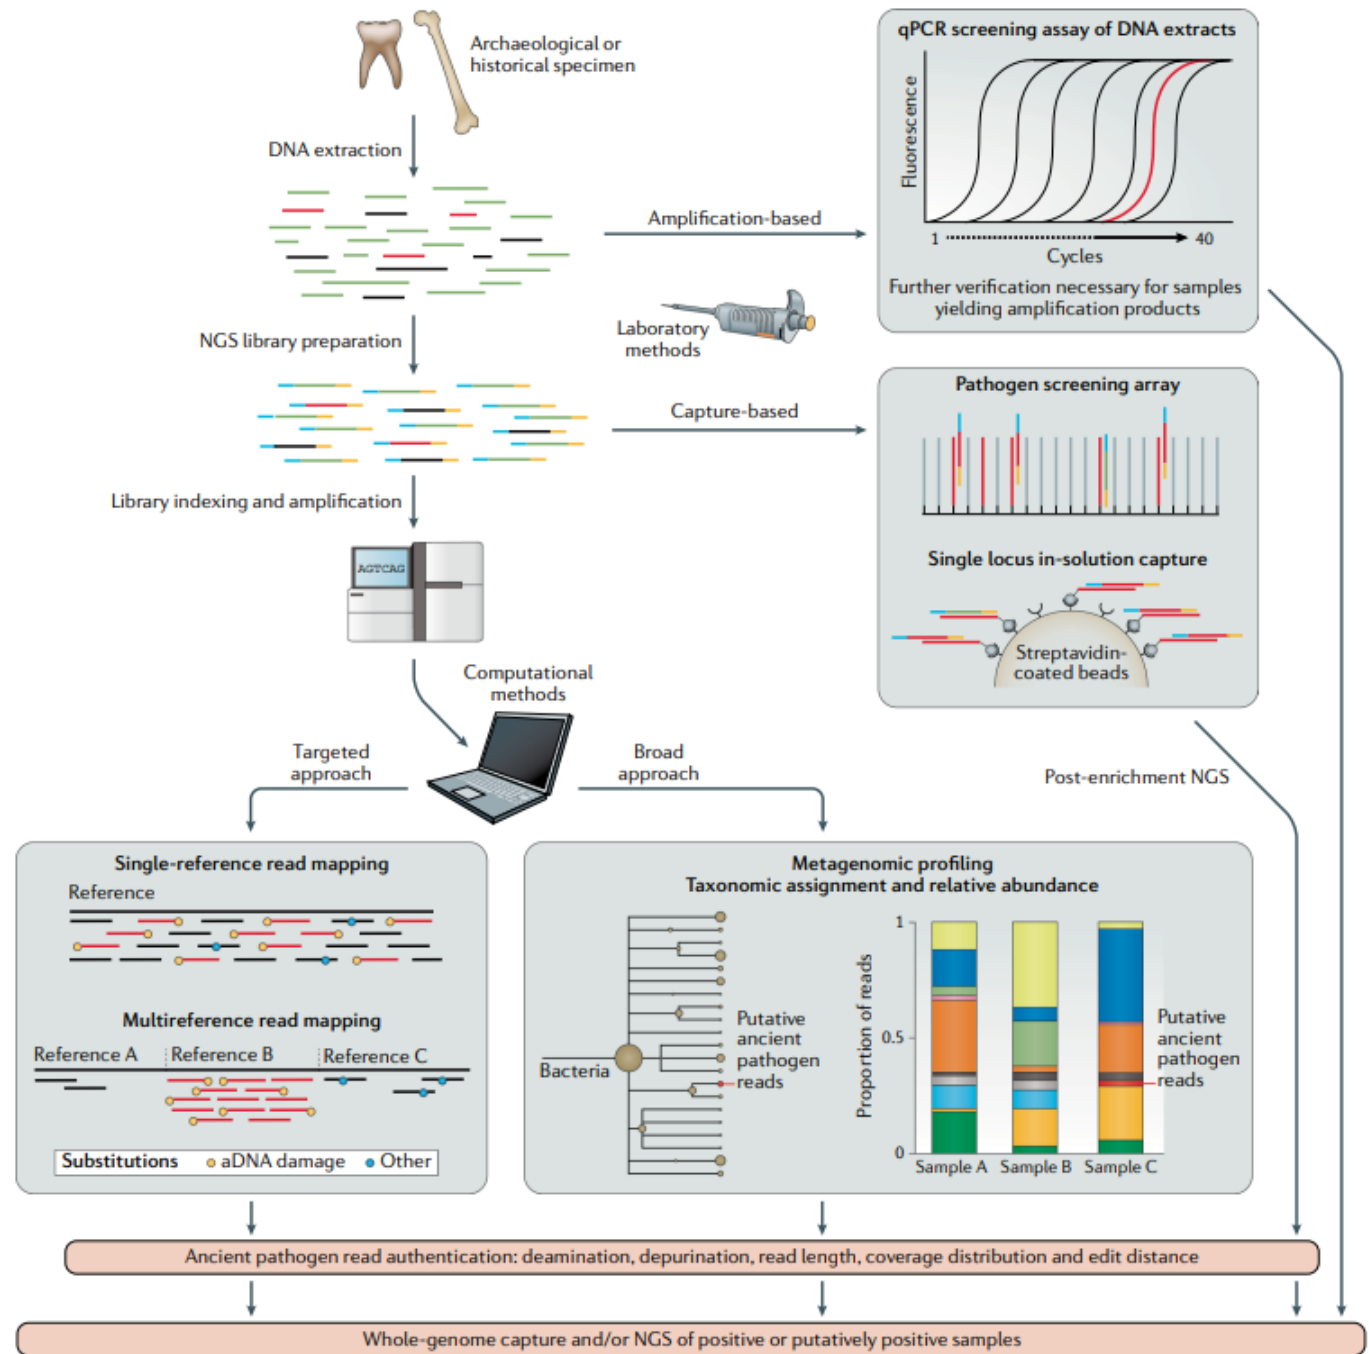 Archaeological or
historical specimen
DNA extraction
Amplification-based
qPCR screening assay of DNA extracts
Fluorescence
1
40
Cycles
Further verification necessary for samples
yielding amplification products
Laboratory
methods
NGS library preparation
Capture-based
Pathogen screening array
Single locus in-solution capture
Streptavidin-
coated beads
Library indexing and amplification
AGTCAG
Computational
methods
Targeted
approach
Broad
approach
Post-enrichment NGS
Single-reference read mapping
Reference
Multireference read mapping
Reference A
Reference B
Reference C
Substitutions
aDNA damage
Other
Metagenomic profiling
Taxonomic assignment and relative abundance
Bacteria
Putative
ancient
pathogen
reads
Proportion of reads
1
0.5
0
Sample A
Sample B
Sample C
Putative
ancient
pathogen
reads
Ancient pathogen read authentication: deamination, depurination, read length, coverage distribution and edit distance
Whole-genome capture and/or NGS of positive or putatively positive samples